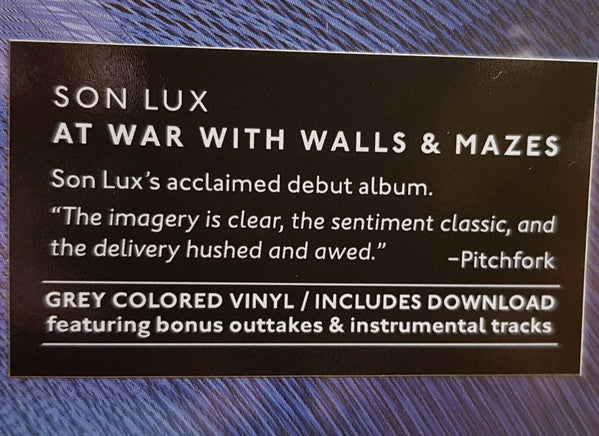 SON LUX
AT WAR WITH WALLS & MAZES
Son Lux's acclaimed debut album.
“The imagery is clear, the sentiment classic, and
the delivery hushed and awed.” –Pitchfork
GREY COLORED VINYL / INCLUDES DOWNLOAD
featuring bonus outtakes & instrumental tracks